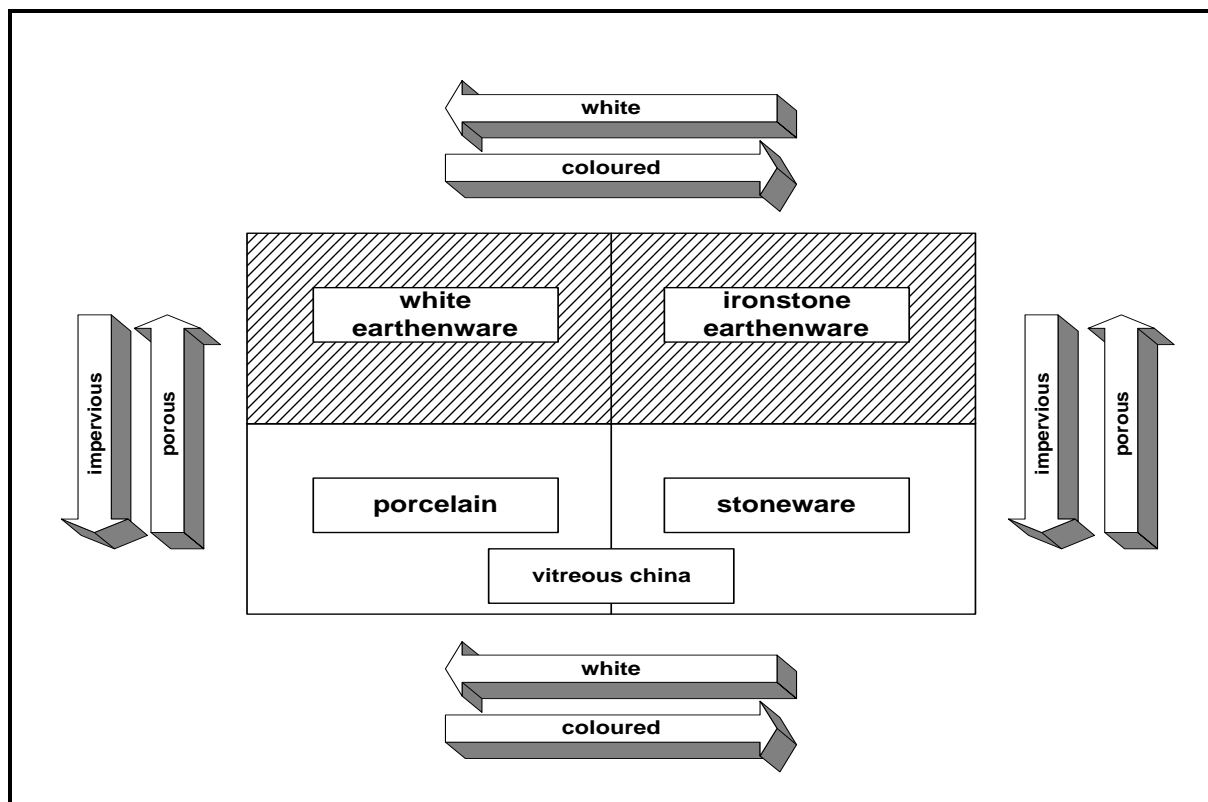 white
coloured
white
earthenware
ironstone
earthenware
impervious
porous
impervious
porous
porcelain
stoneware
vitreous china
white
coloured